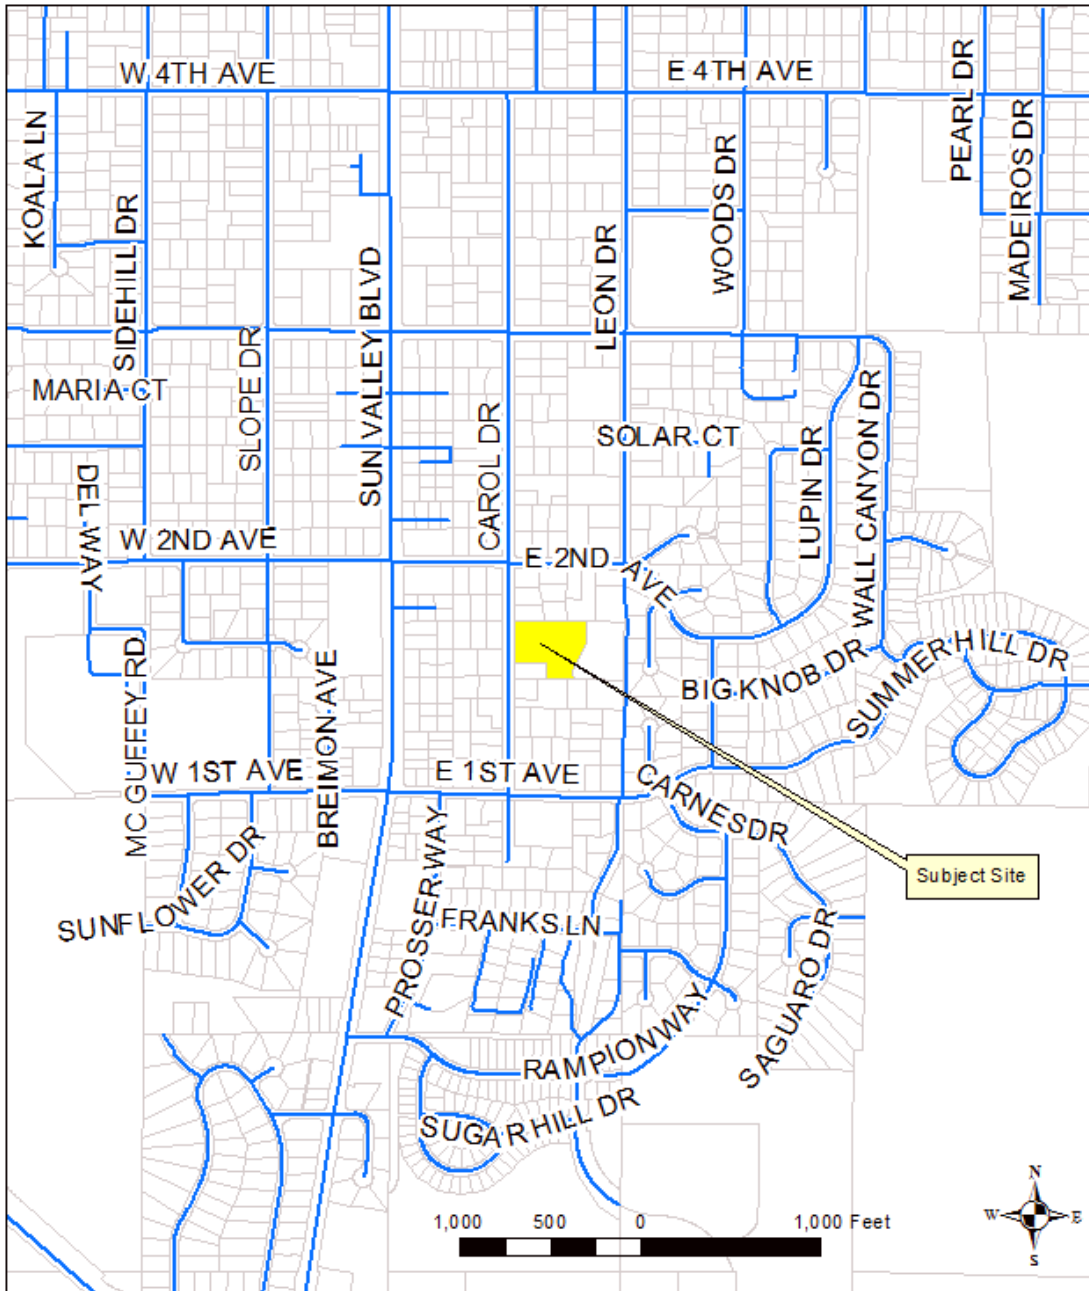 W 4TH AVE
E 4TH AVE
PEARL DR
KOALA LN
WOODS DR
MADEIROS DR
SIDEHILL DR
SUN VALLEY BLVD
LEON DR
SLOPE DR
MARIA CT
CAROL DR
SOLAR CT
LUPIN DR
WALL CANYON DR
DEL WAY
W 2ND AVE
E 2ND AVE
MC GUFFEY RD
BREIMON AVE
BIG KNOB DR
SUMMER HILL DR
W 1ST AVE
E 1ST AVE
CARNES DR
Subject Site
SUNFLOWER DR
PROSSER WAY
FRANKS LN
SAGUARO DR
RAMPION WAY
SUGAR HILL DR
N
W E
S
1,000 500 0 1,000 Feet